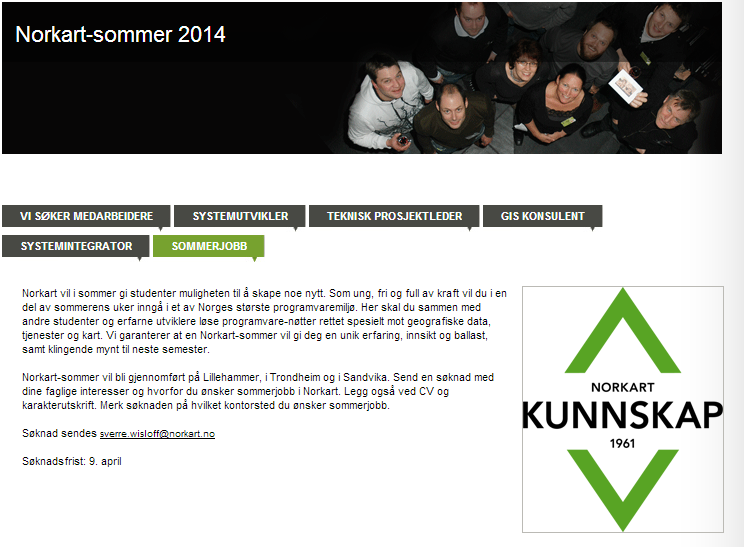 Norkart-sommer 2014
VI SØKER MEDARBEIDERE
SYSTEMUTVIKLER
TEKNISK PROSJEKTLEDER
GIS KONSULENT
SYSTEMINTEGRATOR
SOMMERJOBB
Norkart vil i sommer gi studenter muligheten til å skape noe nytt. Som ung, fri og full av kraft vil du i en
del av sommerens uker inngå i et av Norges største programvaremiljø. Her skal du sammen med
andre studenter og erfarne utviklere løse programvare-nøtter rettet spesielt mot geografiske data,
tjenester og kart. Vi garanterer at en Norkart-sommer vil gi deg en unik erfaring, innsikt og ballast,
samt klingende mynt til neste semester.
Norkart-sommer vil bli gjennomført på Lillehammer, i Trondheim og i Sandvika. Send en søknad med
dine faglige interesser og hvorfor du ønsker sommerjobb i Norkart. Legg også ved CV og
karakterutskrift. Merk søknaden på hvilket kontorsted du ønsker sommerjobb.
Søknad sendes sverre.wisloff@norkart.no
Søknadsfrist: 9. april
NORKART
KUNNSKAP
1961